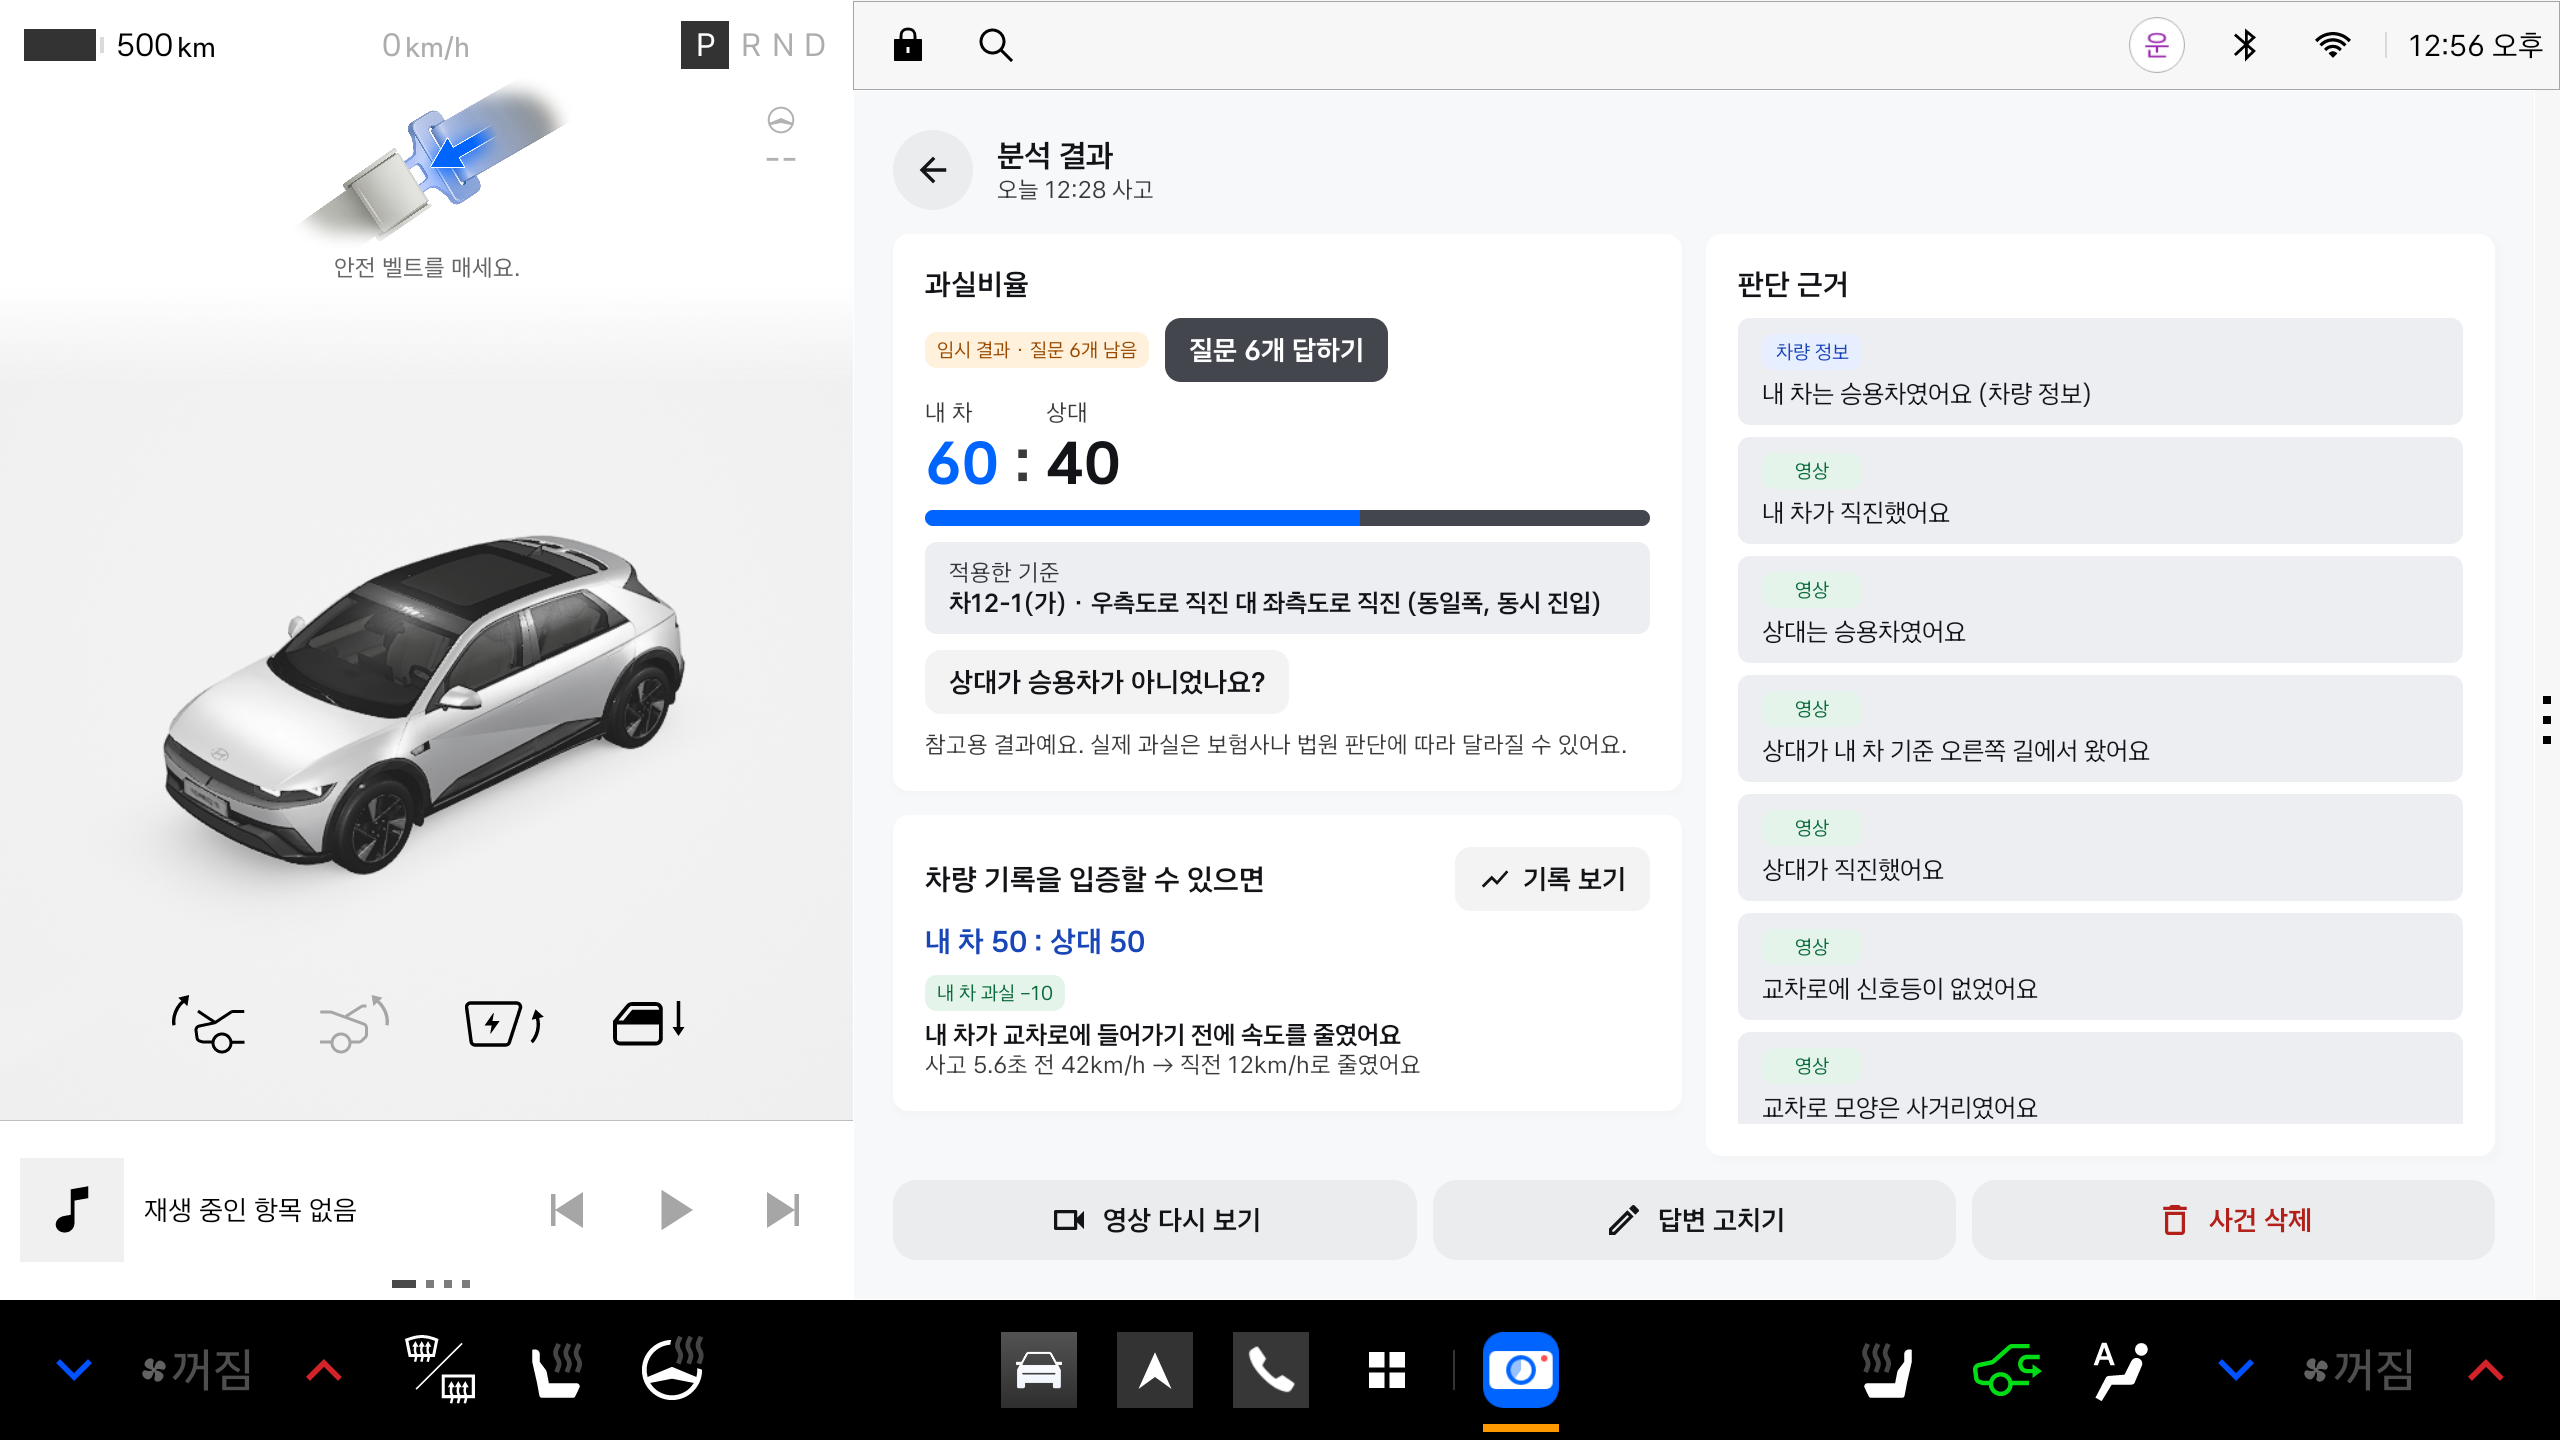 500 km
0 km/h
P R N D
안전 벨트를 매세요.
재생 중인 항목 없음
운
12:56 오후
분석 결과
오늘 12:28 사고
과실비율
임시 결과 · 질문 6개 남음
질문 6개 답하기
내 차 상대
60 : 40
적용한 기준
차12-1(가) · 우측도로 직진 대 좌측도로 직진 (동일폭, 동시 진입)
상대가 승용차가 아니었나요?
참고용 결과예요. 실제 과실은 보험사나 법원 판단에 따라 달라질 수 있어요.
차량 기록을 입증할 수 있으면
기록 보기
내 차 50 : 상대 50
내 차 과실 −10
내 차가 교차로에 들어가기 전에 속도를 줄였어요
사고 5.6초 전 42km/h → 직전 12km/h로 줄였어요
판단 근거
차량 정보
내 차는 승용차였어요 (차량 정보)
영상
내 차가 직진했어요
영상
상대는 승용차였어요
영상
상대가 내 차 기준 오른쪽 길에서 왔어요
영상
상대가 직진했어요
영상
교차로에 신호등이 없었어요
영상
교차로 모양은 사거리였어요
영상 다시 보기
답변 고치기
사건 삭제
꺼짐
A
꺼짐